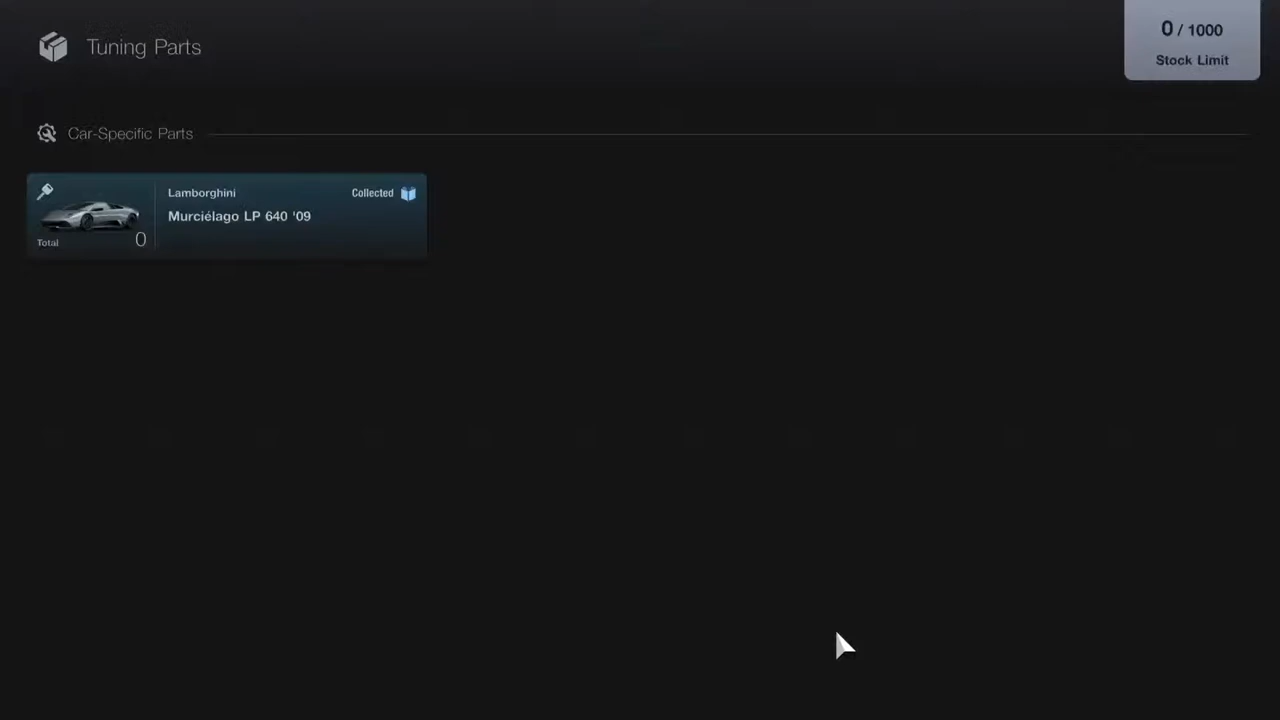 Tuning Parts
0 / 1000
Stock Limit
Car-Specific Parts
Lamborghini
Collected
Murciélago LP 640 '09
Total 0